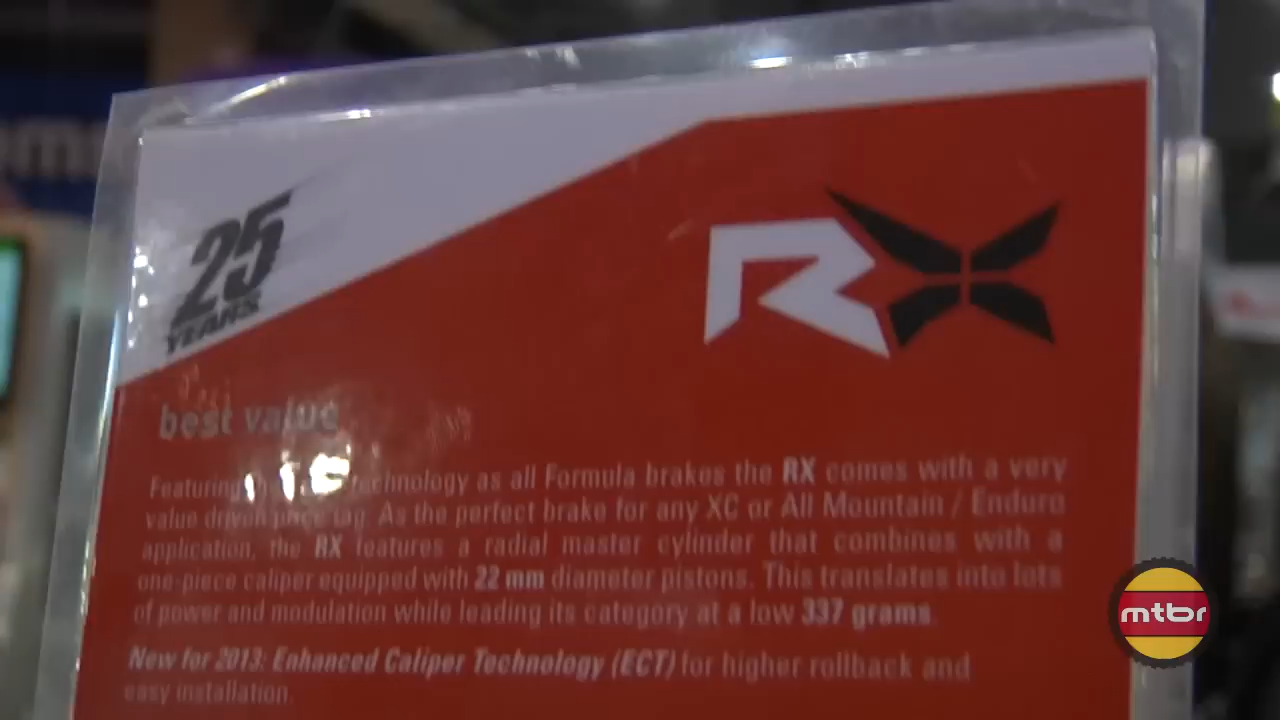 25
YEARS
RX
best value
Featuring technology as all Formula brakes the RX comes with a very
value driven price tag. As the perfect brake for any XC or All Mountain / Enduro
application, the RX features a radial master cylinder that combines with a
one-piece caliper equipped with 22 mm diameter pistons. This translates into lots
of power and modulation while leading its category at a low 337 grams.
New for 2013: Enhanced Caliper Technology (ECT) for higher rollback and
easy installation.
mtbr